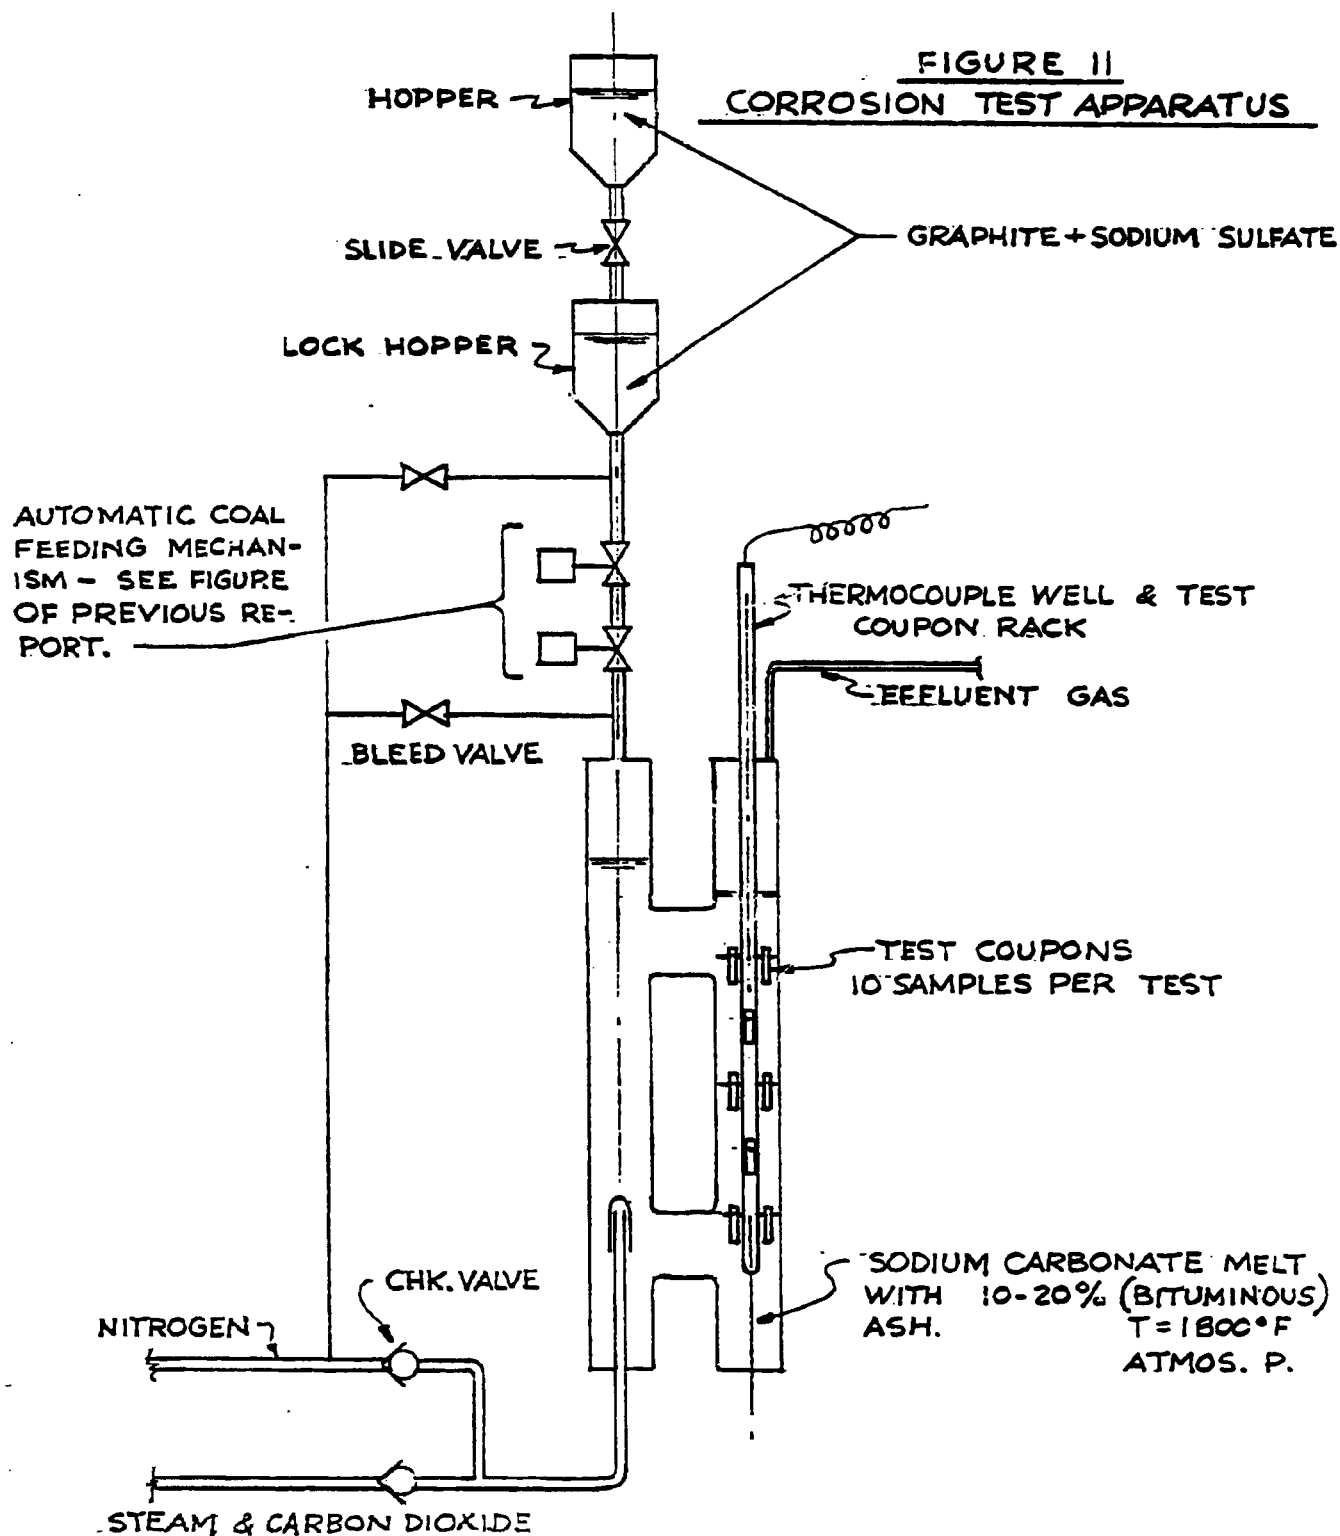 FIGURE 11
CORROSION TEST APPARATUS
HOPPER
GRAPHITE + SODIUM SULFATE
SLIDE VALVE
LOCK HOPPER
AUTOMATIC COAL
FEEDING MECHAN-
ISM - SEE FIGURE
OF PREVIOUS RE-
PORT.
THERMOCOUPLE WELL & TEST
COUPON RACK
EFFLUENT GAS
BLEED VALVE
TEST COUPONS
10 SAMPLES PER TEST
SODIUM CARBONATE MELT
WITH 10-20% (BITUMINOUS)
ASH. T = 1800°F
ATMOS. P.
CHK. VALVE
NITROGEN
STEAM & CARBON DIOXIDE